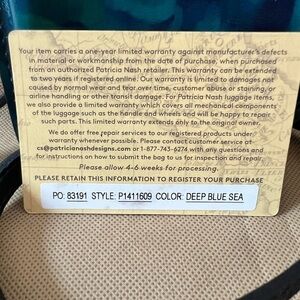 Your item carries a one-year limited warranty against manufacturer's defects
in material or workmanship from the date of purchase, when purchased
from an authorized Patricia Nash retailer. This warranty can be extended
to two years if registered online. Our warranty is limited to damages not
caused by normal wear and tear over time, customer abuse or staining, or
airline handling or other transit damage. For Patricia Nash luggage items,
we also provide a limited warranty which covers all mechanical components
of the luggage such as the handle and wheels and will be happy to repair
such parts. This limited warranty extends only to the original owner.
We do offer free repair services to our registered products under
warranty whenever possible. Please contact customer service at
cs@patricianashdesigns.com or 1-877-743-6274 with any questions and
for instructions on how to submit the bag to us for inspection and repair.
Please allow 4-6 weeks for processing.
PLEASE RETAIN THIS INFORMATION TO REGISTER YOUR PURCHASE
PO: 83191 STYLE: P1411609 COLOR: DEEP BLUE SEA